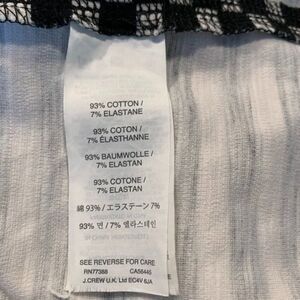 93% COTTON /
7% ELASTANE
93% COTON /
7% ÉLASTHANNE
93% BAUMWOLLE /
7% ELASTAN
93% COTONE /
7% ELASTAN
綿 93% / エラステーン 7%
93% 면 / 7% 엘라스테인
SEE REVERSE FOR CARE
RN77388 CA56445
J.CREW U.K. Ltd EC4V 6JA